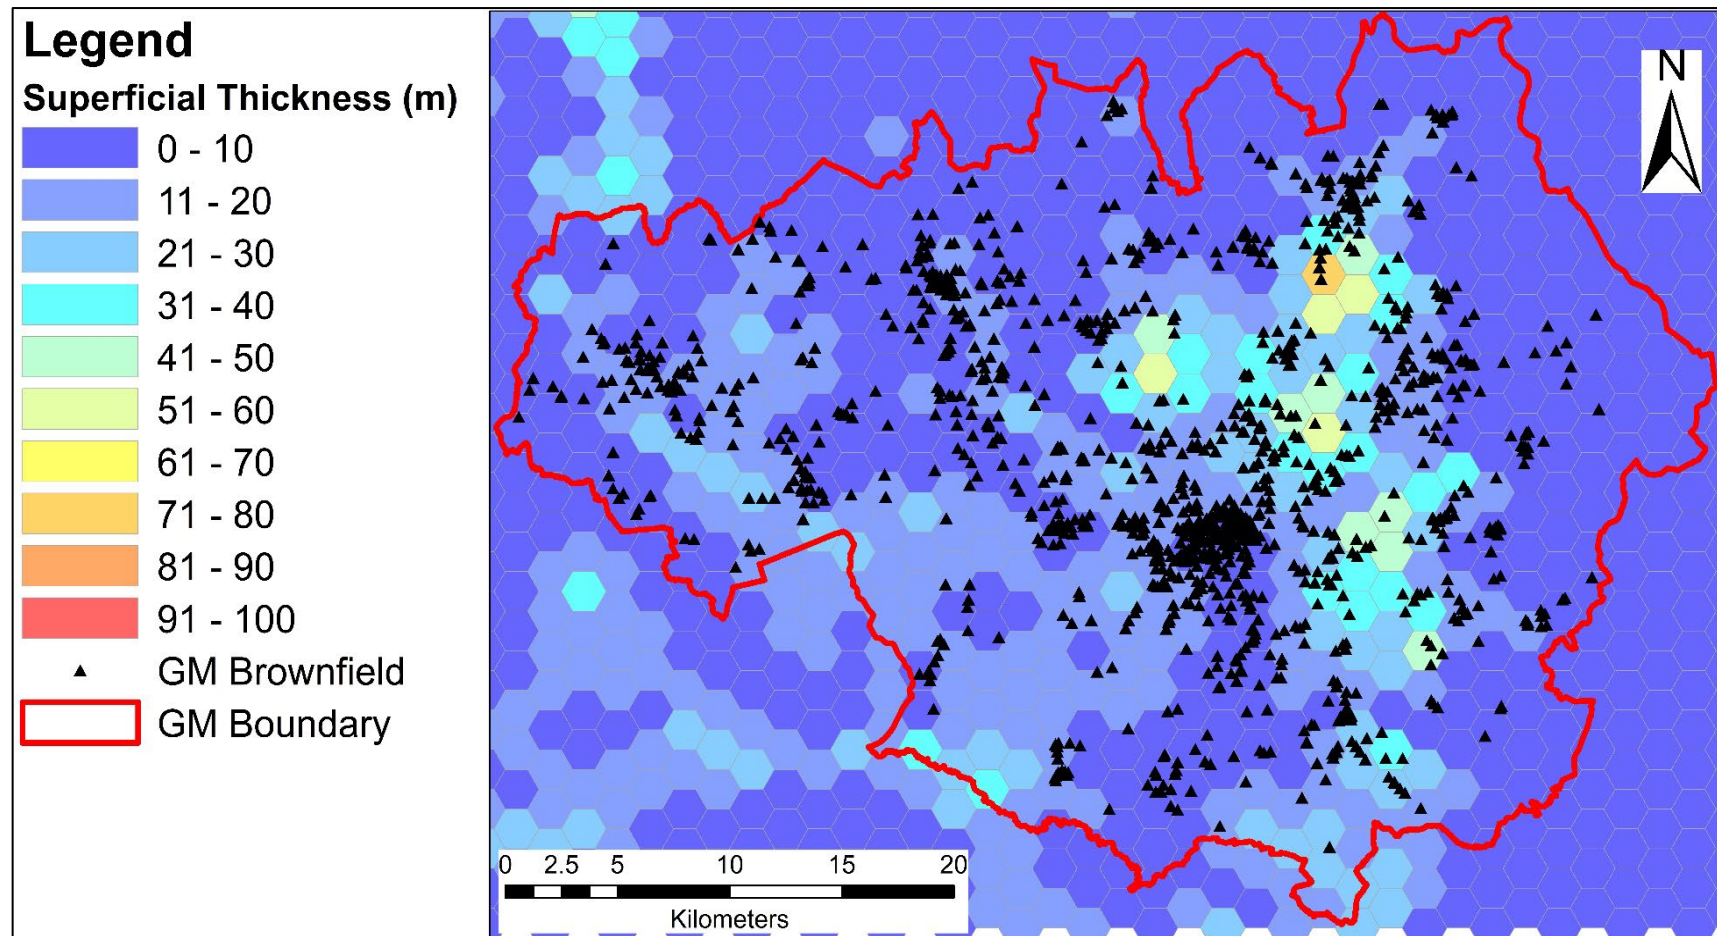 Legend
Superficial Thickness (m)
0 - 10
11 - 20
21 - 30
31 - 40
41 - 50
51 - 60
61 - 70
71 - 80
81 - 90
91 - 100
GM Brownfield
GM Boundary
N
0 2.5 5 10 15 20
Kilometers